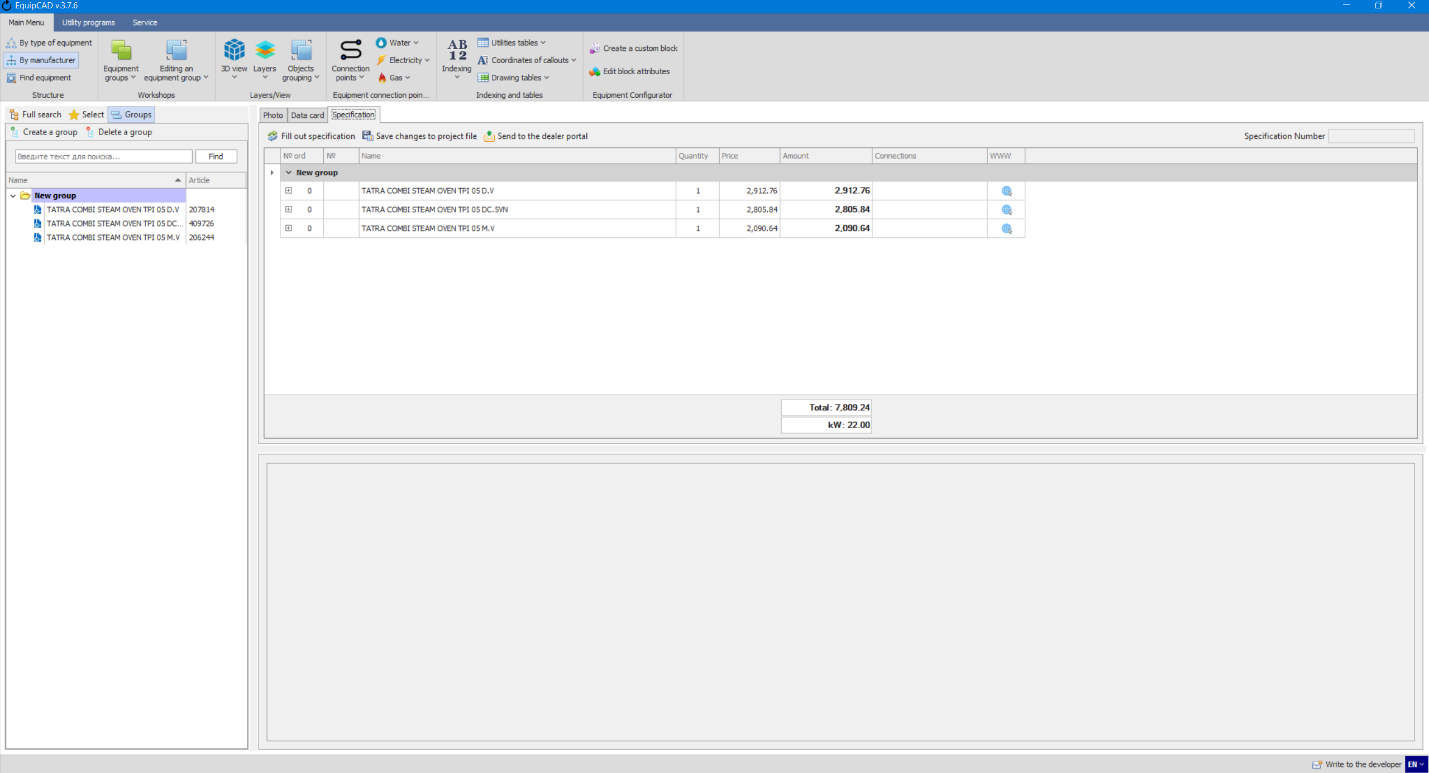 EquipCAD v.3.7.6
Main Menu Utility programs Service
By type of equipment
By manufacturer
Find equipment
Structure
Equipment groups
Editing an equipment group
Workshops
3D view
Layers
Objects grouping
Layers/View
Connection points
Water
Electricity
Gas
Equipment connection poin...
AB
12
Indexing
Utilities tables
Coordinates of callouts
Drawing tables
Indexing and tables
Create a custom block
Edit block attributes
Equipment Configurator
Full search Select Groups
Create a group Delete a group
Введите текст для поиска... Find
Name Article
New group
TATRA COMBI STEAM OVEN TPI 05 D.V 207814
TATRA COMBI STEAM OVEN TPI 05 DC... 409726
TATRA COMBI STEAM OVEN TPI 05 M.V 206244
Photo Data card Specification
Fill out specification Save changes to project file Send to the dealer portal Specification Number
Nº ord Nº Name Quantity Price Amount Connections WWW
New group
0 TATRA COMBI STEAM OVEN TPI 05 D.V 1 2,912.76 2,912.76
0 TATRA COMBI STEAM OVEN TPI 05 DC.5VN 1 2,805.84 2,805.84
0 TATRA COMBI STEAM OVEN TPI 05 M.V 1 2,090.64 2,090.64
Total: 7,809.24
kW: 22.00
Write to the developer EN